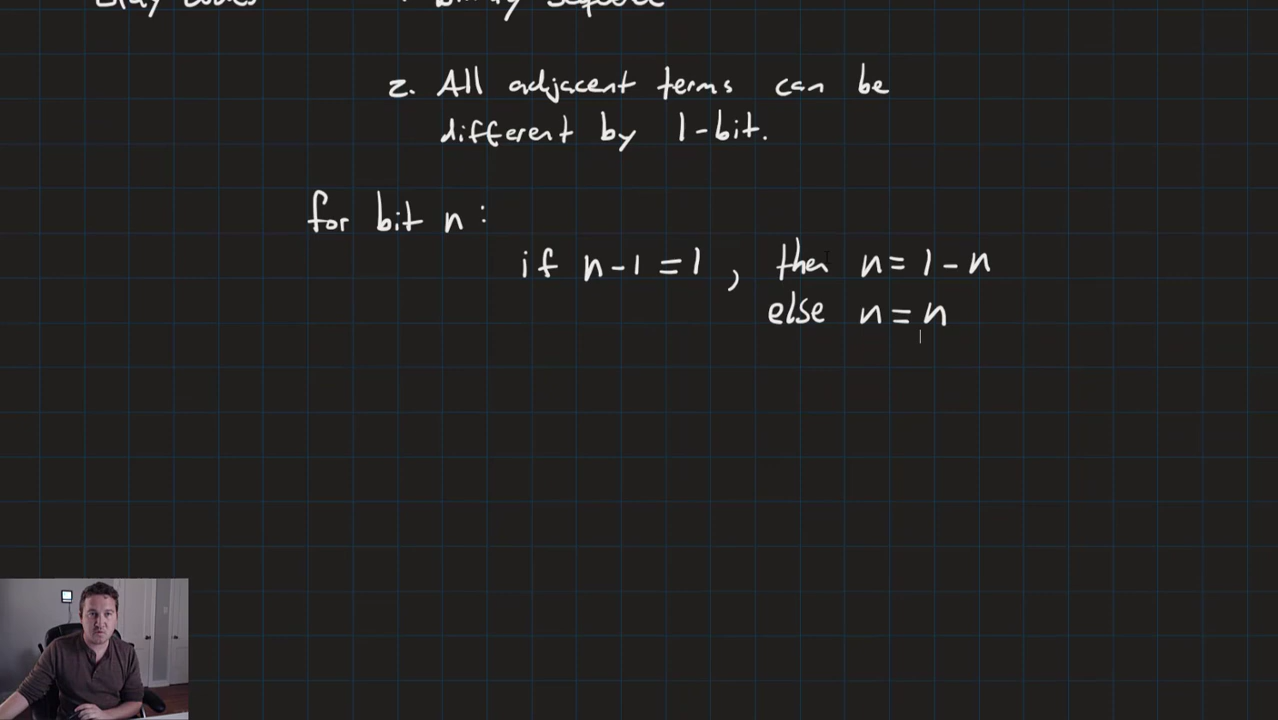 2. All adjacent terms can be
different by 1-bit.
for bit n:
if n-1 = 1, then n = 1 - n
else n = n